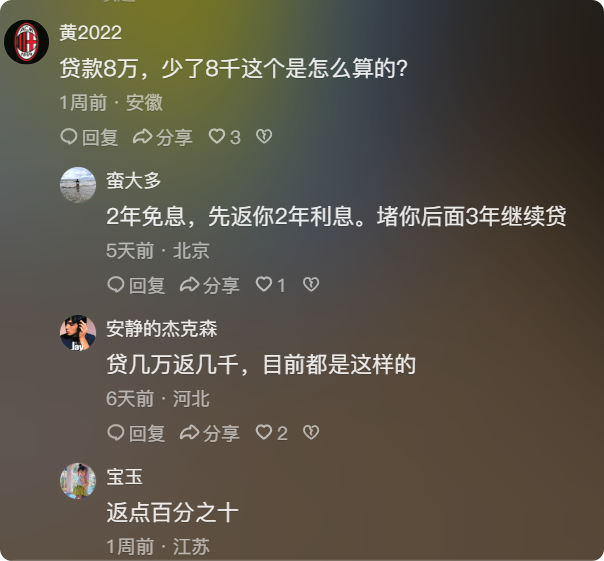 黄2022
贷款8万，少了8千这个是怎么算的？
1周前 · 安徽
回复 分享 3
蛮大多
2年免息，先返你2年利息。堵你后面3年继续贷
5天前 · 北京
回复 分享 1
安静的杰克森
贷几万返几千，目前都是这样的
6天前 · 河北
回复 分享 2
宝玉
返点百分之十
1周前 · 江苏